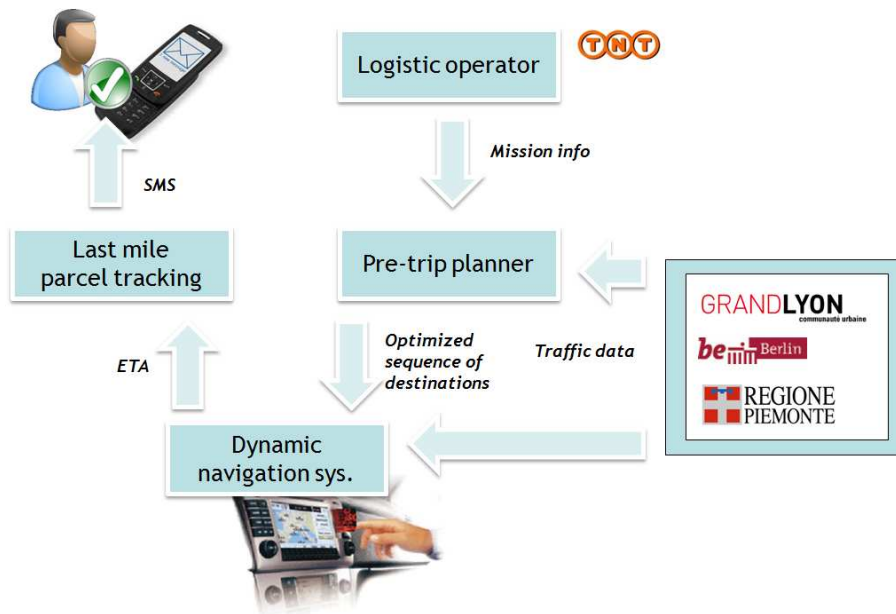 Logistic operator
TNT
Mission info
SMS
Last mile
parcel tracking
Pre-trip planner
GRANDLYON
communauté urbaine
be Berlin
REGIONE
PIEMONTE
ETA
Optimized
sequence of
destinations
Traffic data
Dynamic
navigation sys.